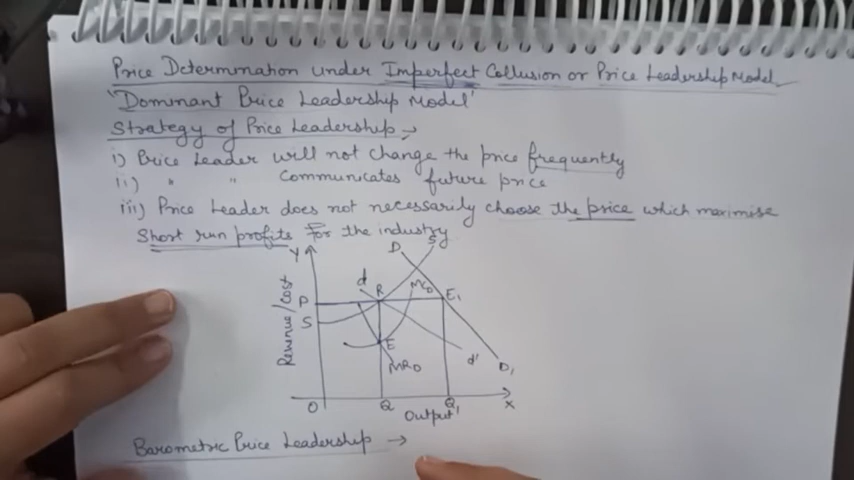 Price Determination under Imperfect Collusion or Price Leadership Model
'Dominant Price Leadership Model'
Strategy of Price Leadership →
i) Price Leader will not change the price frequently
ii) " " communicates future price
iii) Price Leader does not necessarily choose the price which maximise
Short run profits for the industry
Y
D
S
d
R
MCD
E1
P
S
Revenue/cost
E
d'
MRD
D1
O
Q
Q1
X
Output
Barometric Price Leadership →